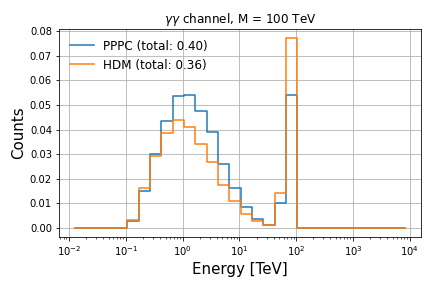 γγ channel, M = 100 TeV
0.08
0.07
0.06
0.05
0.04
0.03
0.02
0.01
0.00
Counts
PPPC (total: 0.40)
HDM (total: 0.36)
10⁻² 10⁻¹ 10⁰ 10¹ 10² 10³ 10⁴
Energy [TeV]